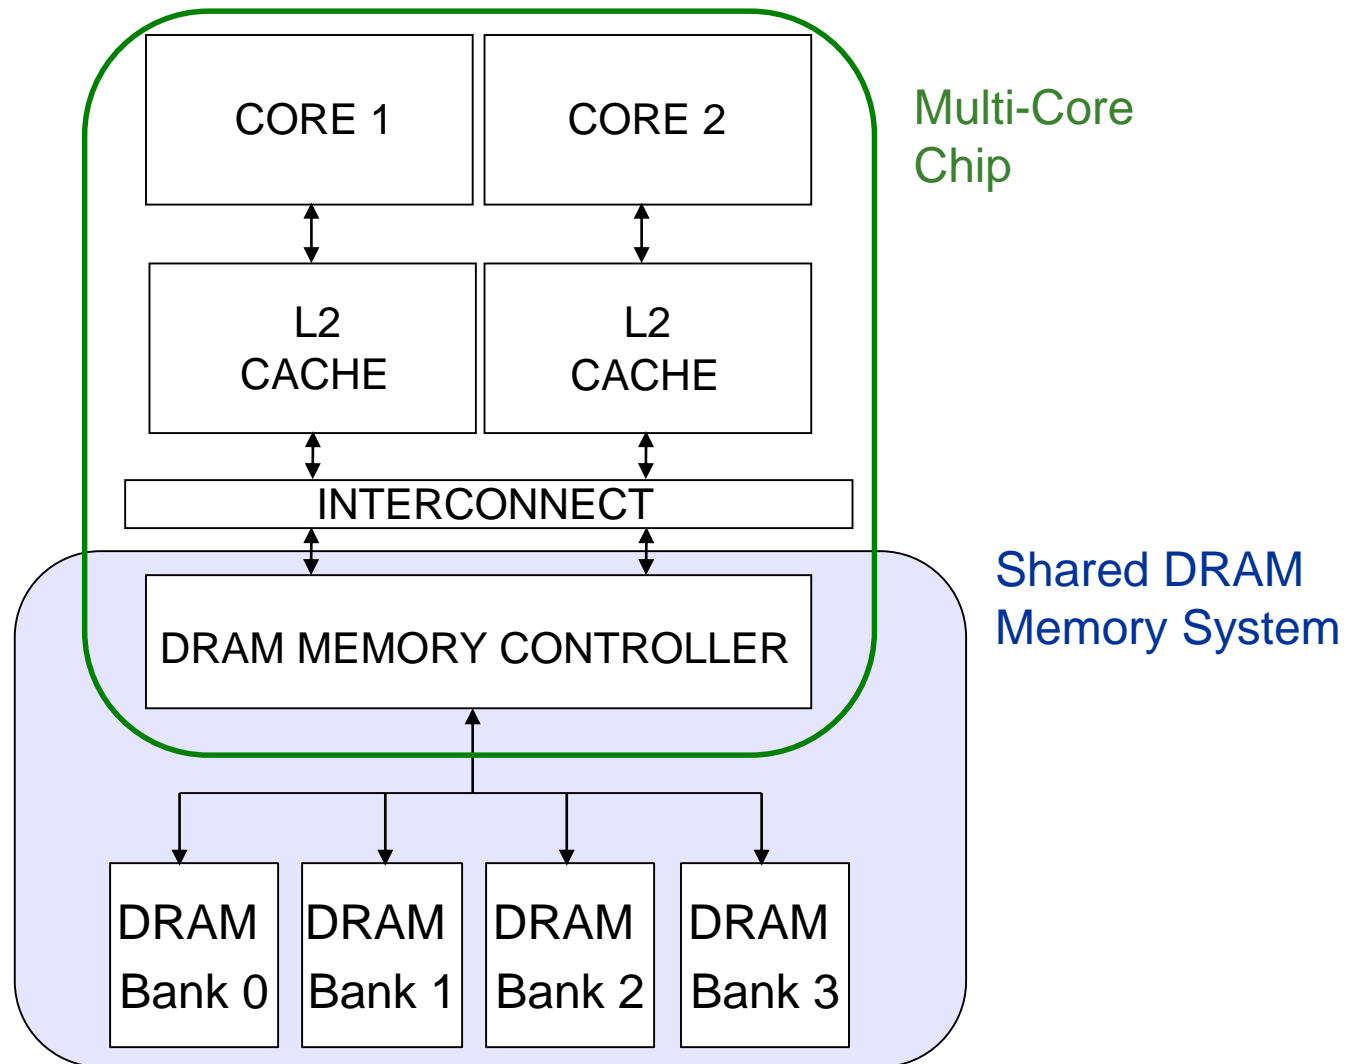 CORE 1
CORE 2
Multi-Core
Chip
L2
CACHE
L2
CACHE
INTERCONNECT
Shared DRAM
Memory System
DRAM MEMORY CONTROLLER
DRAM
Bank 0
DRAM
Bank 1
DRAM
Bank 2
DRAM
Bank 3